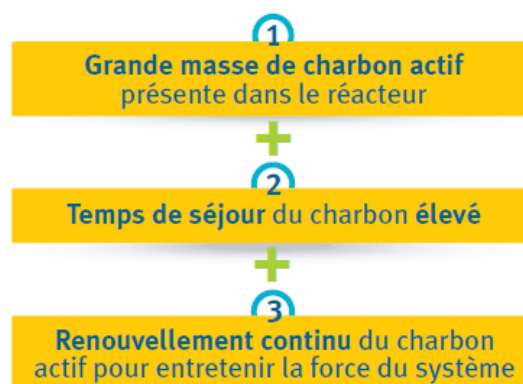 1
Grande masse de charbon actif
présente dans le réacteur
+
2
Temps de séjour du charbon élevé
+
3
Renouvellement continu du charbon
actif pour entretenir la force du système